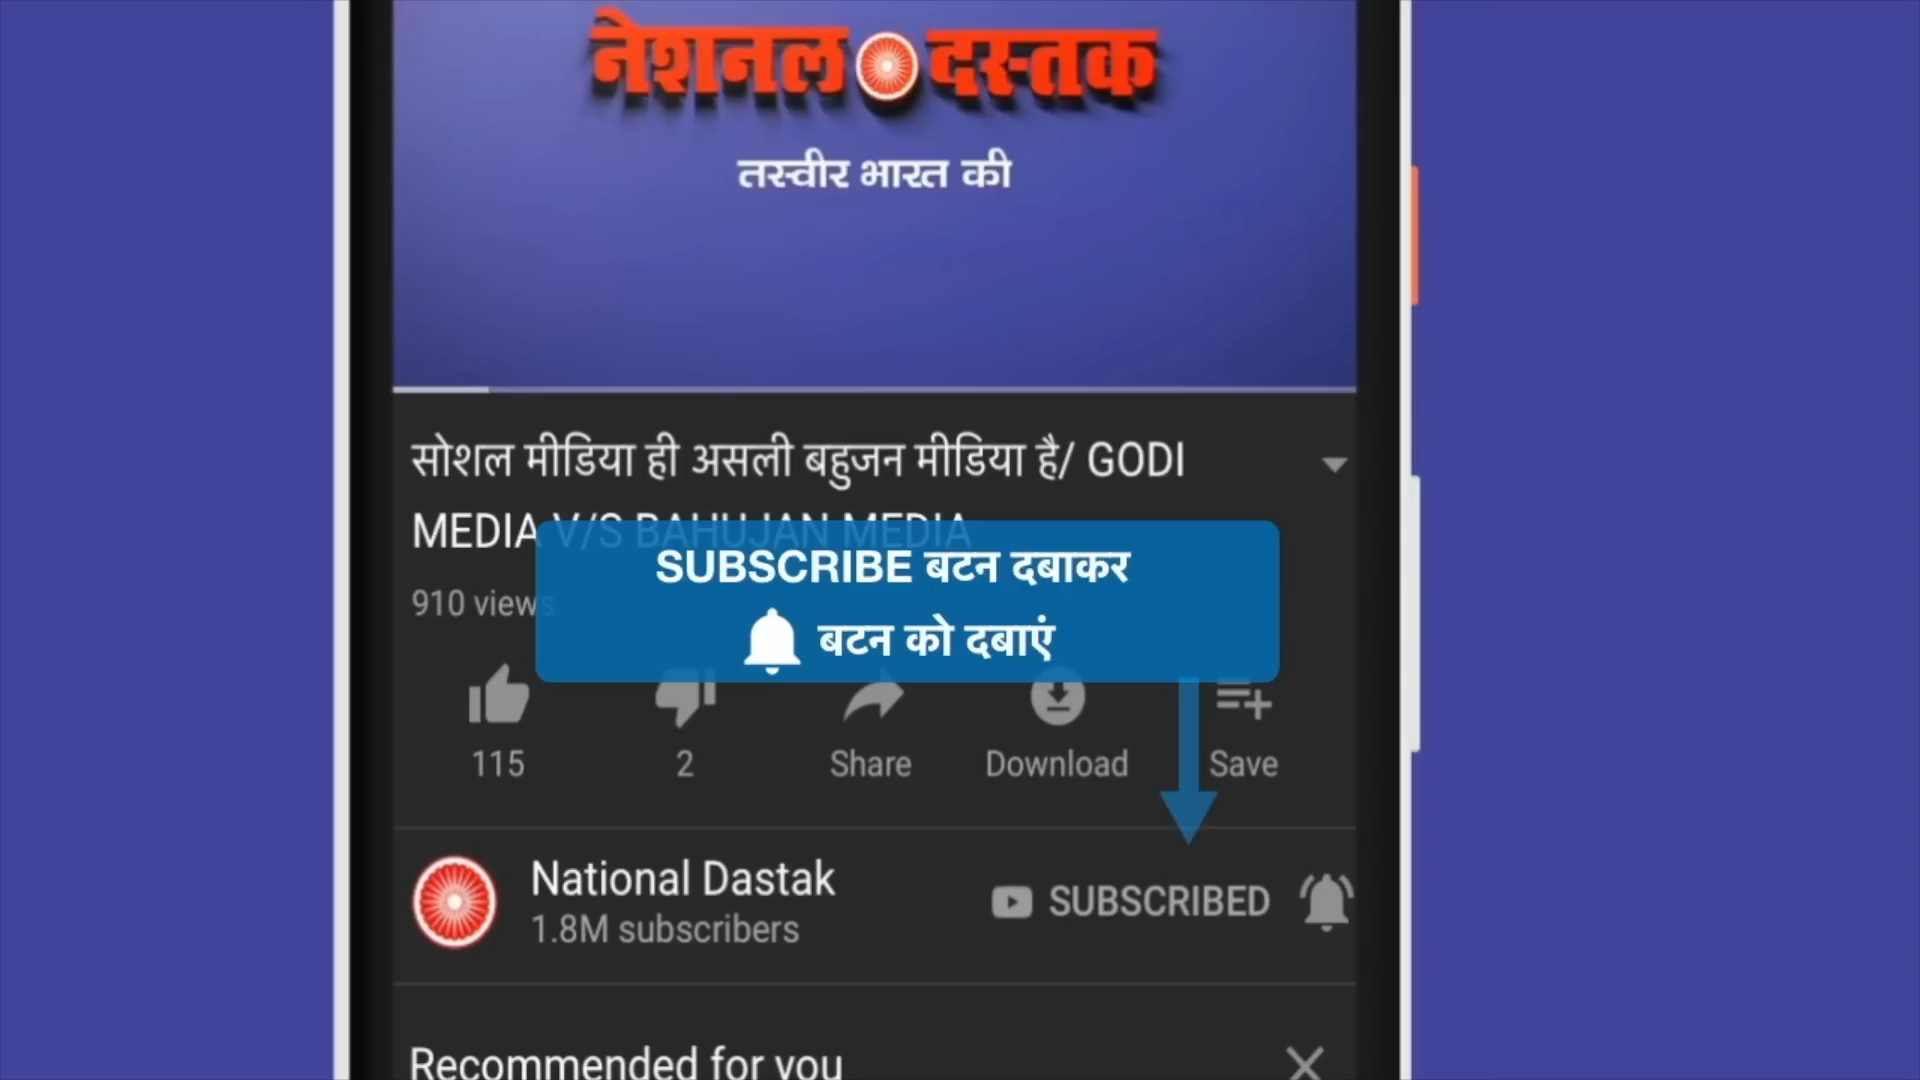 नेशनल दस्तक
तस्वीर भारत की
सोशल मीडिया ही असली बहुजन मीडिया है/ GODI
MEDIA V/S BAHUJAN MEDIA
SUBSCRIBE बटन दबाकर
बटन को दबाएं
910 views
115
2
Share
Download
Save
National Dastak
1.8M subscribers
SUBSCRIBED
Recommended for you